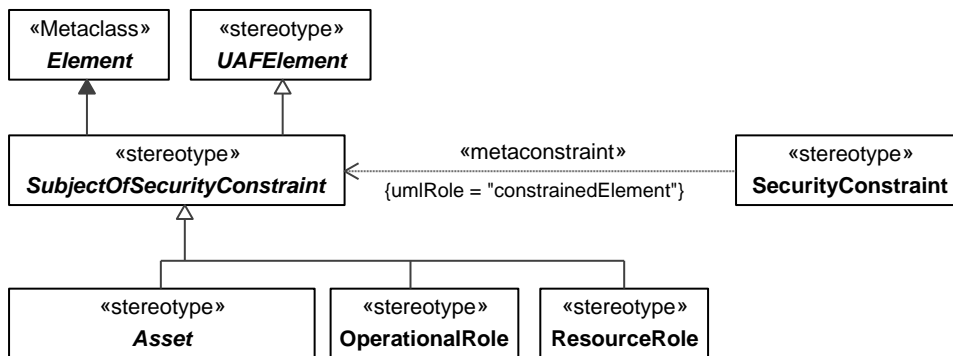 «Metaclass»
Element
«stereotype»
UAFElement
«stereotype»
SubjectOfSecurityConstraint
«metaconstraint»
{umlRole = "constrainedElement"}
«stereotype»
SecurityConstraint
«stereotype»
Asset
«stereotype»
OperationalRole
«stereotype»
ResourceRole